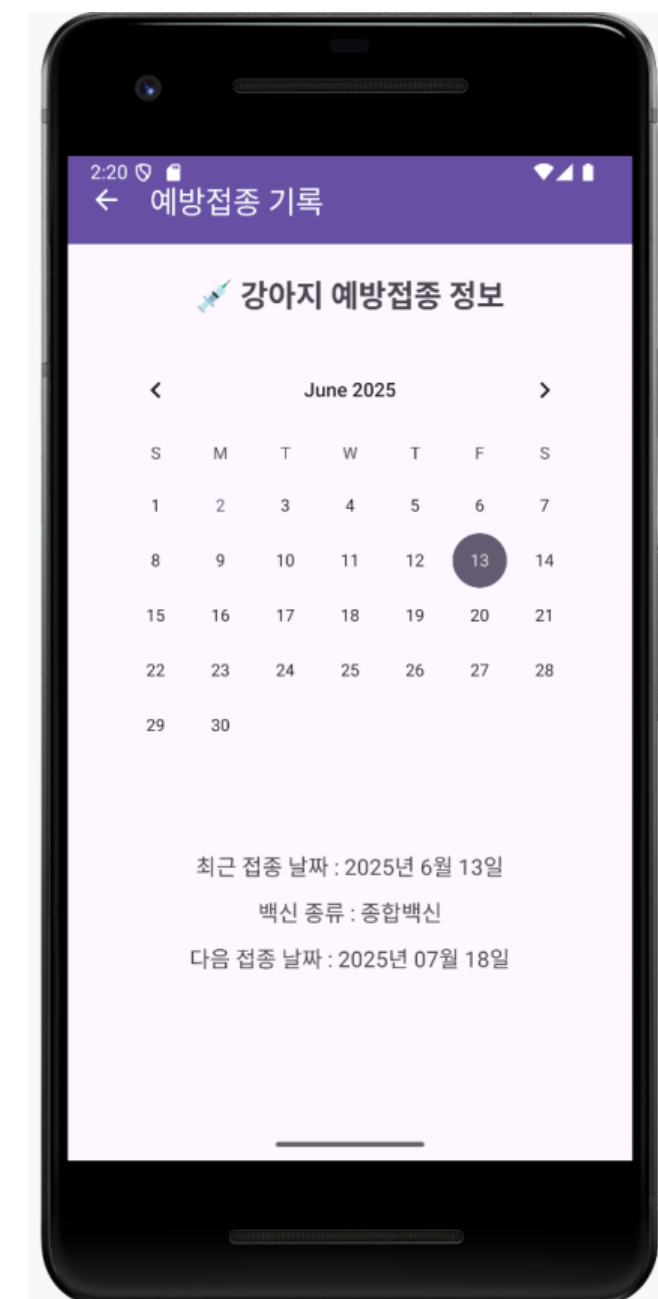 2:20
예방접종 기록
강아지 예방접종 정보
June 2025
S M T W T F S
1 2 3 4 5 6 7
8 9 10 11 12 13 14
15 16 17 18 19 20 21
22 23 24 25 26 27 28
29 30
최근 접종 날짜 : 2025년 6월 13일
백신 종류 : 종합백신
다음 접종 날짜 : 2025년 07월 18일